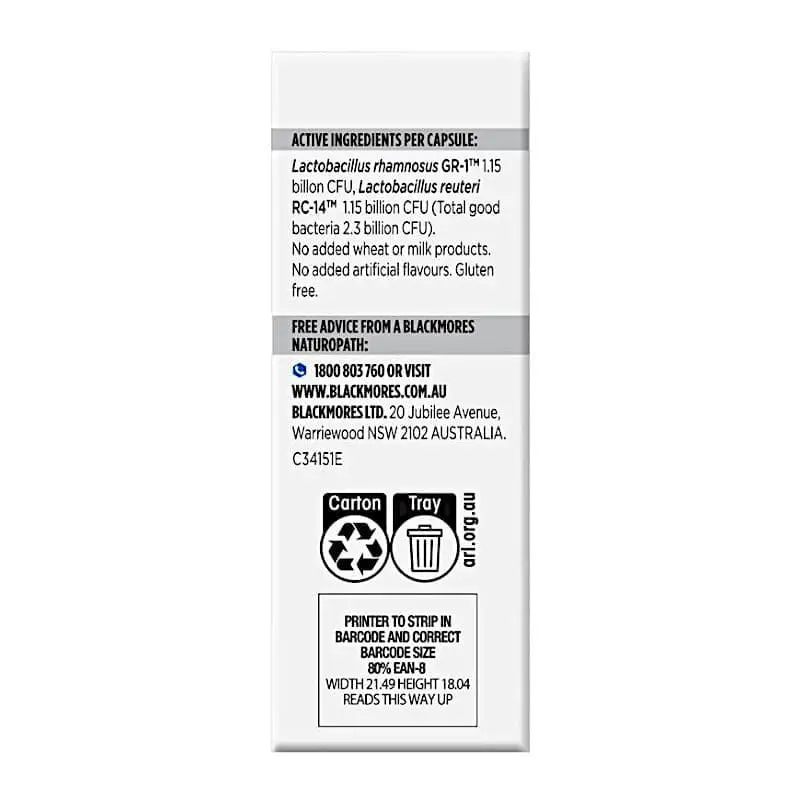 ACTIVE INGREDIENTS PER CAPSULE:
Lactobacillus rhamnosus GR-1™ 1.15
billon CFU, Lactobacillus reuteri
RC-14™ 1.15 billion CFU (Total good
bacteria 2.3 billion CFU).
No added wheat or milk products.
No added artificial flavours. Gluten
free.
FREE ADVICE FROM A BLACKMORES
NATUROPATH:
1800 803 760 OR VISIT
WWW.BLACKMORES.COM.AU
BLACKMORES LTD. 20 Jubilee Avenue,
Warriewood NSW 2102 AUSTRALIA.
C34151E
Carton Tray
arl.org.au
PRINTER TO STRIP IN
BARCODE AND CORRECT
BARCODE SIZE
80% EAN-8
WIDTH 21.49 HEIGHT 18.04
READS THIS WAY UP